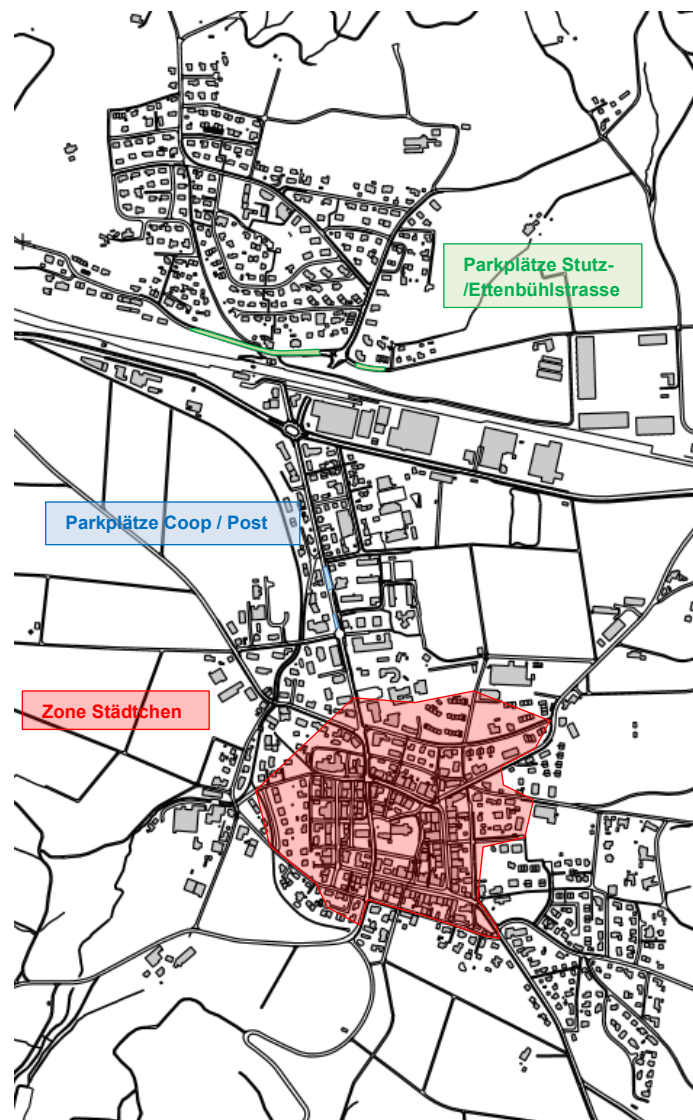 Parkplätze Stutz-
/Ettenbühlstrasse
Parkplätze Coop / Post
Zone Städtchen